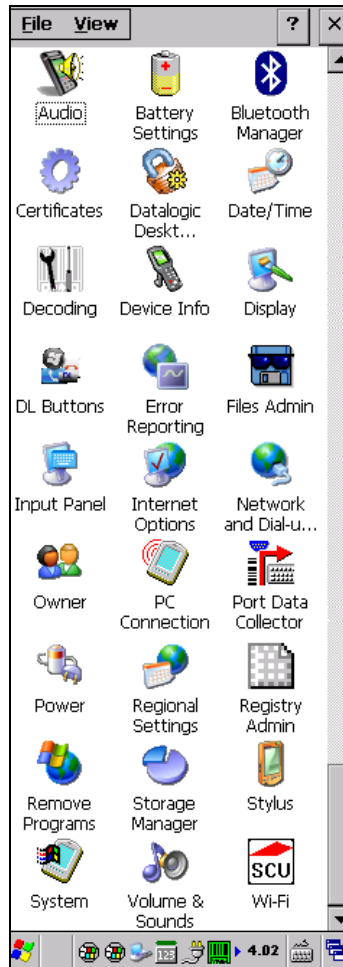 File View ? ×
Audio Battery Settings Bluetooth Manager
Certificates Datalogic Deskt... Date/Time
Decoding Device Info Display
DL Buttons Error Reporting Files Admin
Input Panel Internet Options Network and Dial-u...
Owner PC Connection Port Data Collector
Power Regional Settings Registry Admin
Remove Programs Storage Manager Stylus
SCU
System Volume & Sounds Wi-Fi
123 4.02